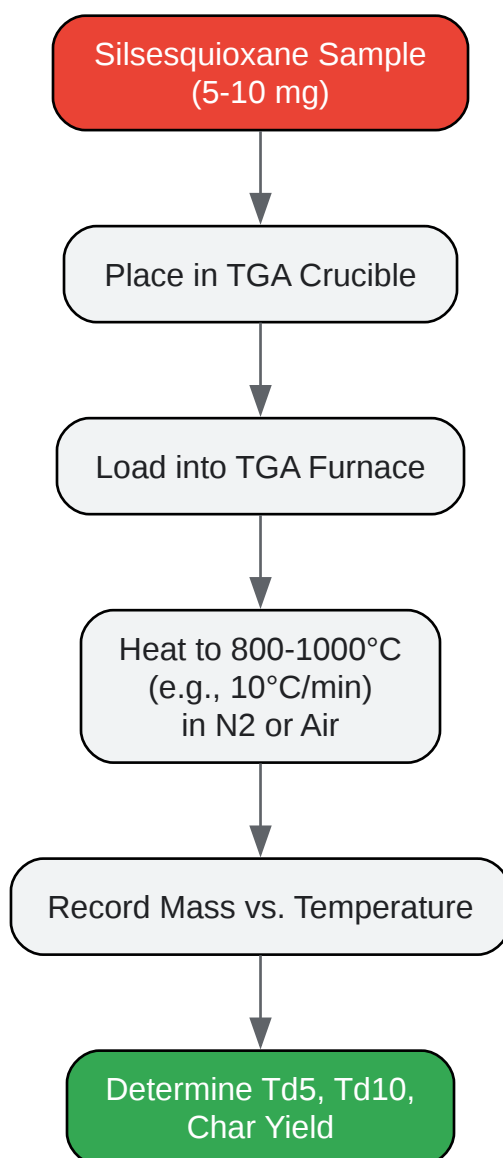 Silsesquioxane Sample
(5-10 mg)
Place in TGA Crucible
Load into TGA Furnace
Heat to 800-1000°C
(e.g., 10°C/min)
in N2 or Air
Record Mass vs. Temperature
Determine Td5, Td10,
Char Yield